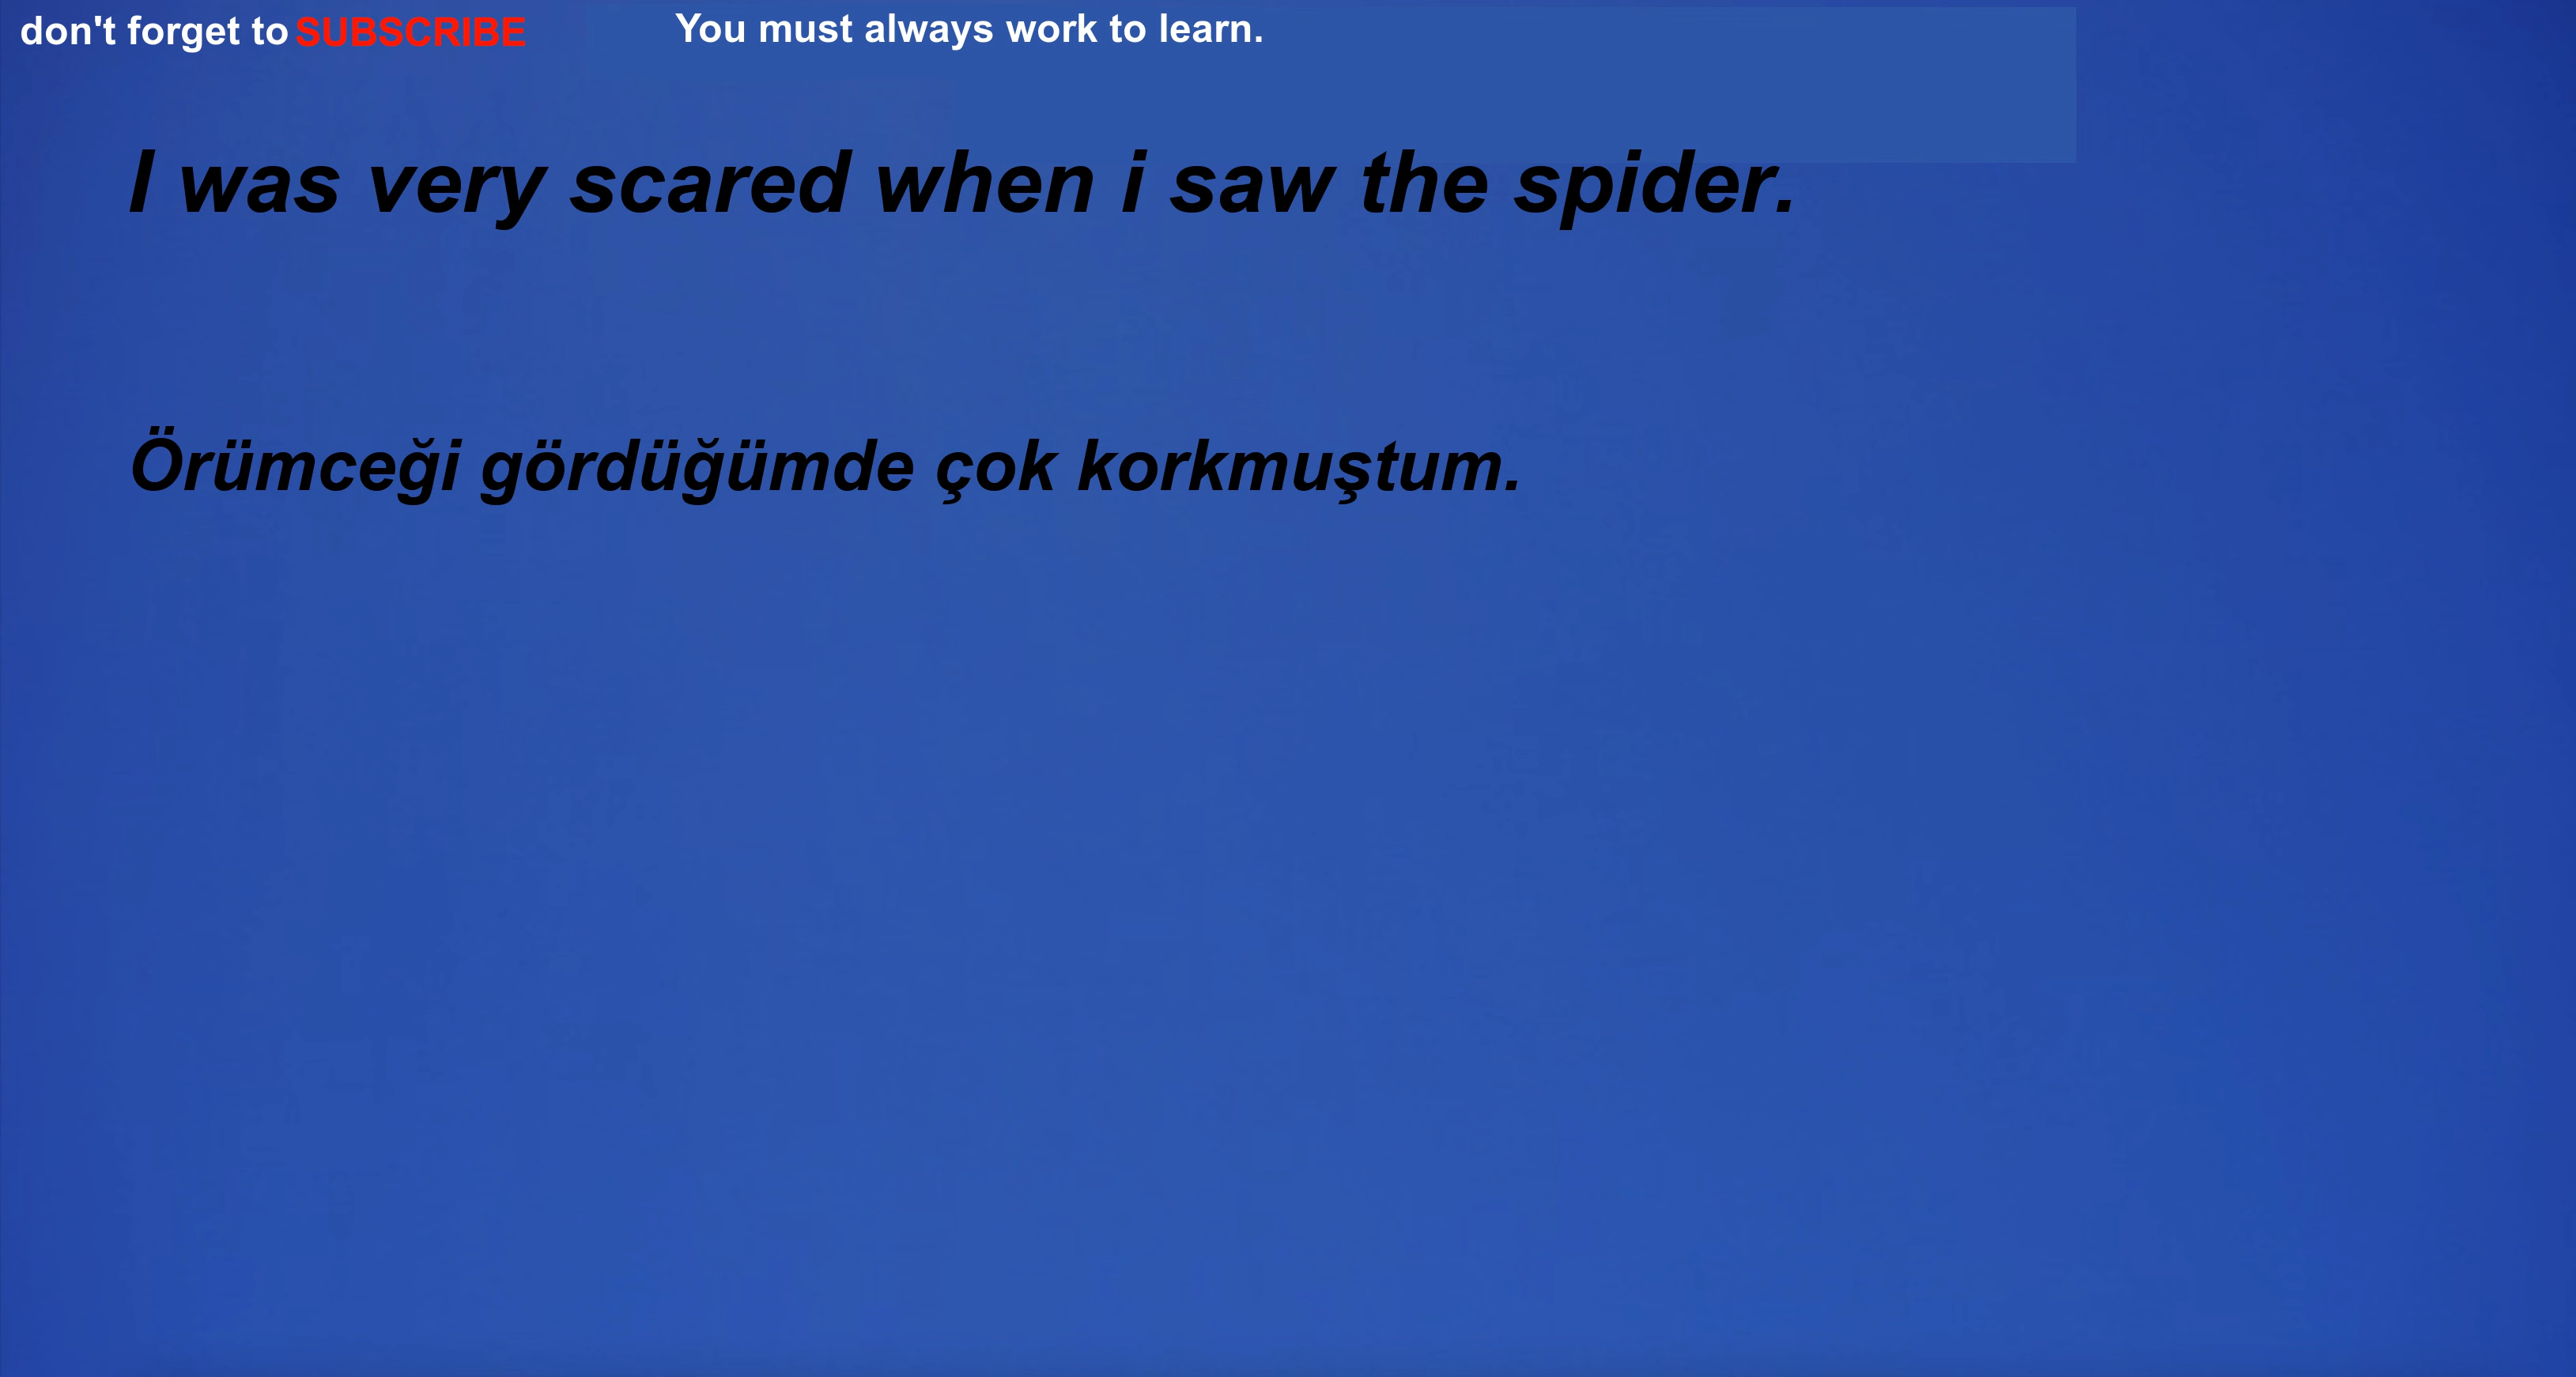 don't forget to SUBSCRIBE You must always work to learn.
I was very scared when i saw the spider.
Örümceği gördüğümde çok korkmuştum.